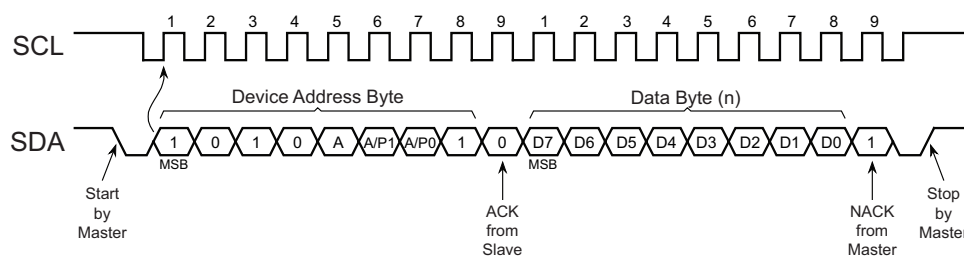 1 2 3 4 5 6 7 8 9 1 2 3 4 5 6 7 8 9
SCL
Device Address Byte
Data Byte (n)
SDA
1 0 1 0 A A/P1 A/P0 1 0 D7 D6 D5 D4 D3 D2 D1 D0 1
MSB
MSB
Start
by
Master
ACK
from
Slave
NACK
from
Master
Stop
by
Master